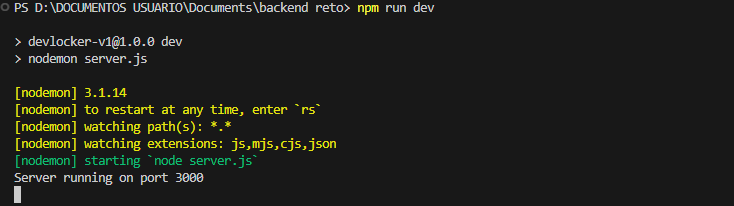 PS D:\DOCUMENTOS USUARIO\Documents\backend reto> npm run dev
> devlocker-v1@1.0.0 dev
> nodemon server.js
[nodemon] 3.1.14
[nodemon] to restart at any time, enter `rs`
[nodemon] watching path(s): *.*
[nodemon] watching extensions: js,mjs,cjs,json
[nodemon] starting `node server.js`
Server running on port 3000